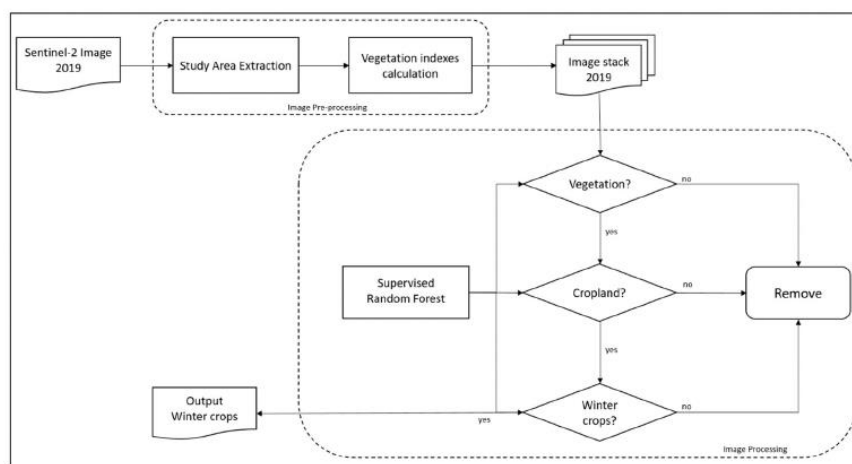 Sentinel-2 Image
2019
Study Area Extraction
Vegetation indexes
calculation
Image stack
2019
Image Pre-processing
Vegetation?
no
yes
Supervised
Random Forest
Cropland?
no
Remove
yes
Output
Winter crops
yes
Winter
crops?
no
Image Processing